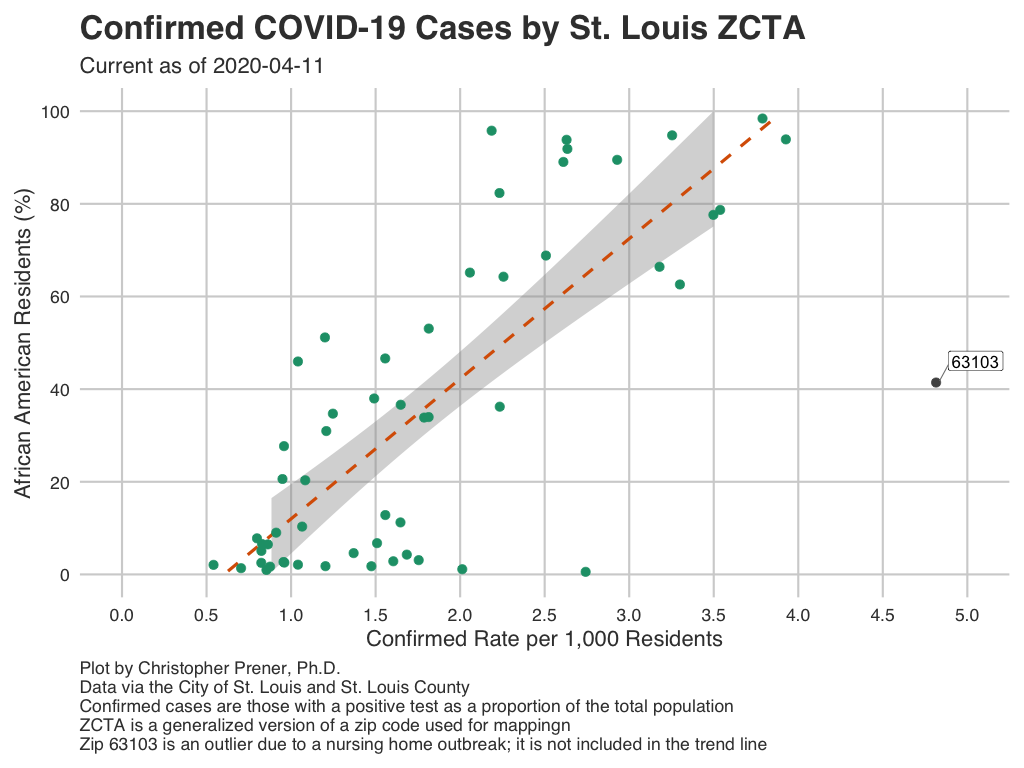 Confirmed COVID-19 Cases by St. Louis ZCTA
Current as of 2020-04-11
African American Residents (%)
100
80
60
40
20
0
63103
0.0 0.5 1.0 1.5 2.0 2.5 3.0 3.5 4.0 4.5 5.0
Confirmed Rate per 1,000 Residents
Plot by Christopher Prener, Ph.D.
Data via the City of St. Louis and St. Louis County
Confirmed cases are those with a positive test as a proportion of the total population
ZCTA is a generalized version of a zip code used for mappingn
Zip 63103 is an outlier due to a nursing home outbreak; it is not included in the trend line